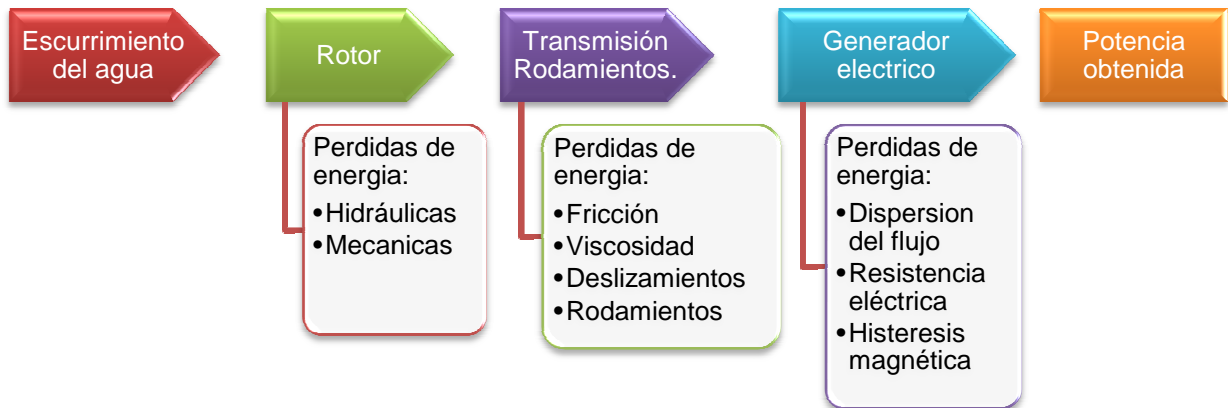 Escurrimiento
del agua
Rotor
Transmisión
Rodamientos.
Generador
electrico
Potencia
obtenida
Perdidas de
energia:
•Hidráulicas
•Mecanicas
Perdidas de
energia:
•Fricción
•Viscosidad
•Deslizamientos
•Rodamientos
Perdidas de
energia:
•Dispersion
del flujo
•Resistencia
eléctrica
•Histeresis
magnética